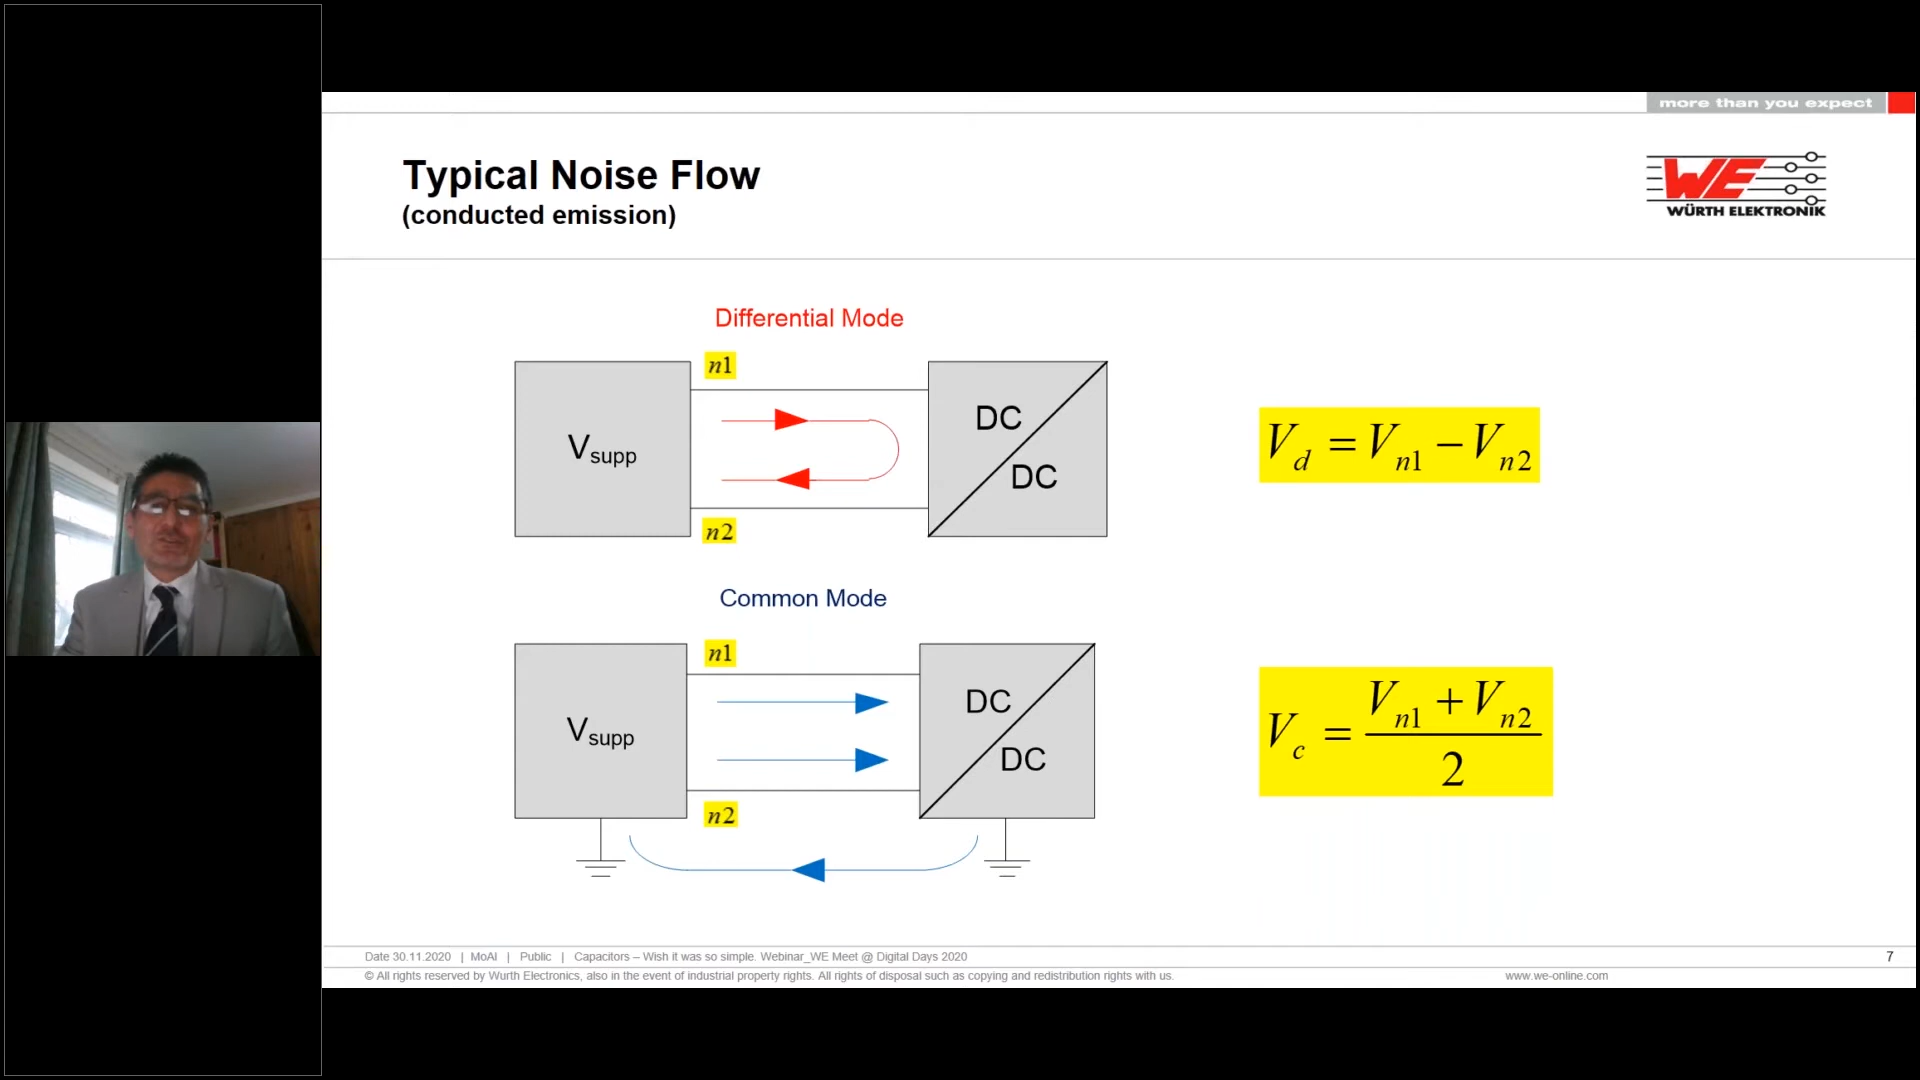 more than you expect
Typical Noise Flow
(conducted emission)
WE
WÜRTH ELEKTRONIK
Differential Mode
n1
Vsupp
DC
DC
n2
Vd = Vn1 − Vn2
Common Mode
n1
Vsupp
DC
DC
n2
Vc = (Vn1 + Vn2) / 2
Date 30.11.2020 | MoAl | Public | Capacitors – Wish it was so simple. Webinar_WE Meet @ Digital Days 2020
7
© All rights reserved by Wurth Electronics, also in the event of industrial property rights. All rights of disposal such as copying and redistribution rights with us.
www.we-online.com